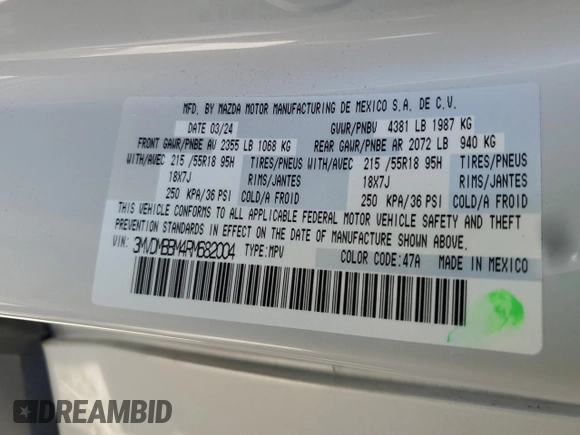 MFD. BY MAZDA MOTOR MANUFACTURING DE MEXICO S.A. DE C.V.
DATE 03/24 GVWR/PNBV 4381 LB 1987 KG
FRONT GAWR/PNBE AV 2355 LB 1068 KG REAR GAWR/PNBE AR 2072 LB 940 KG
WITH/AVEC 215 /55R18 95H TIRES/PNEUS WITH/AVEC 215 /55R18 95H TIRES/PNEUS
18X7J RIMS/JANTES 18X7J RIMS/JANTES
250 KPA/36 PSI COLD/A FROID 250 KPA/36 PSI COLD/A FROID
THIS VEHICLE CONFORMS TO ALL APPLICABLE FEDERAL MOTOR VEHICLE SAFETY AND THEFT
PREVENTION STANDARDS IN EFFECT ON THE DATE OF MANUFACTURE SHOWN ABOVE.
VIN: 3MVDMBBM4RM682004 TYPE:MPV COLOR CODE:47A MADE IN MEXICO
DREAMBID